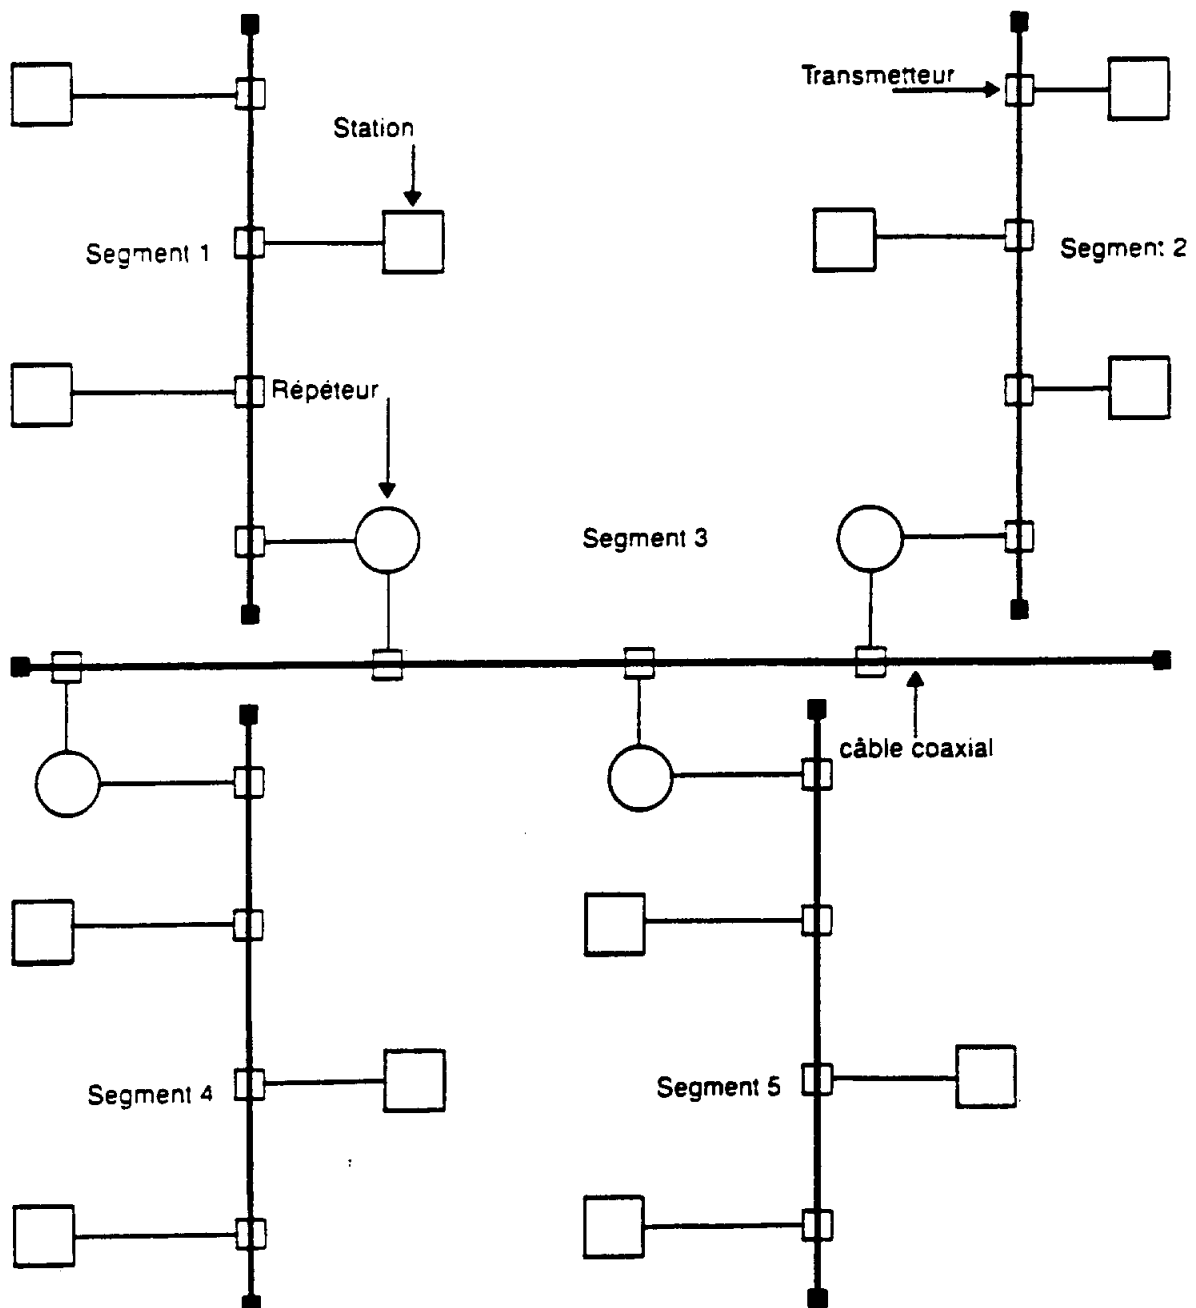 Transmetteur
Station
Segment 1
Segment 2
Répéteur
Segment 3
câble coaxial
Segment 4
Segment 5